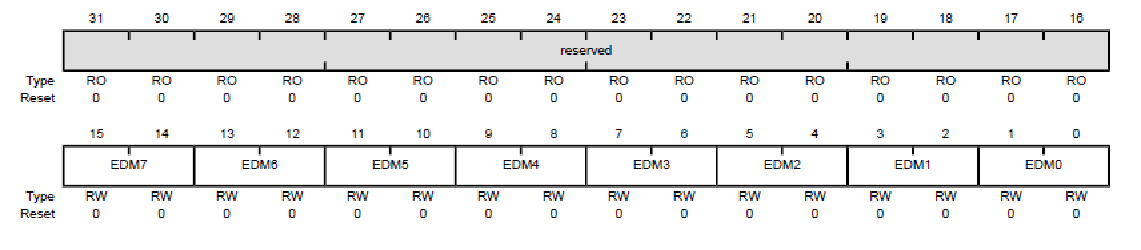 31 30 29 28 27 26 25 24 23 22 21 20 19 18 17 16
reserved
Type RO RO RO RO RO RO RO RO RO RO RO RO RO RO RO RO
Reset 0 0 0 0 0 0 0 0 0 0 0 0 0 0 0 0
15 14 13 12 11 10 9 8 7 6 5 4 3 2 1 0
EDM7 EDM6 EDM5 EDM4 EDM3 EDM2 EDM1 EDM0
Type RW RW RW RW RW RW RW RW RW RW RW RW RW RW RW RW
Reset 0 0 0 0 0 0 0 0 0 0 0 0 0 0 0 0